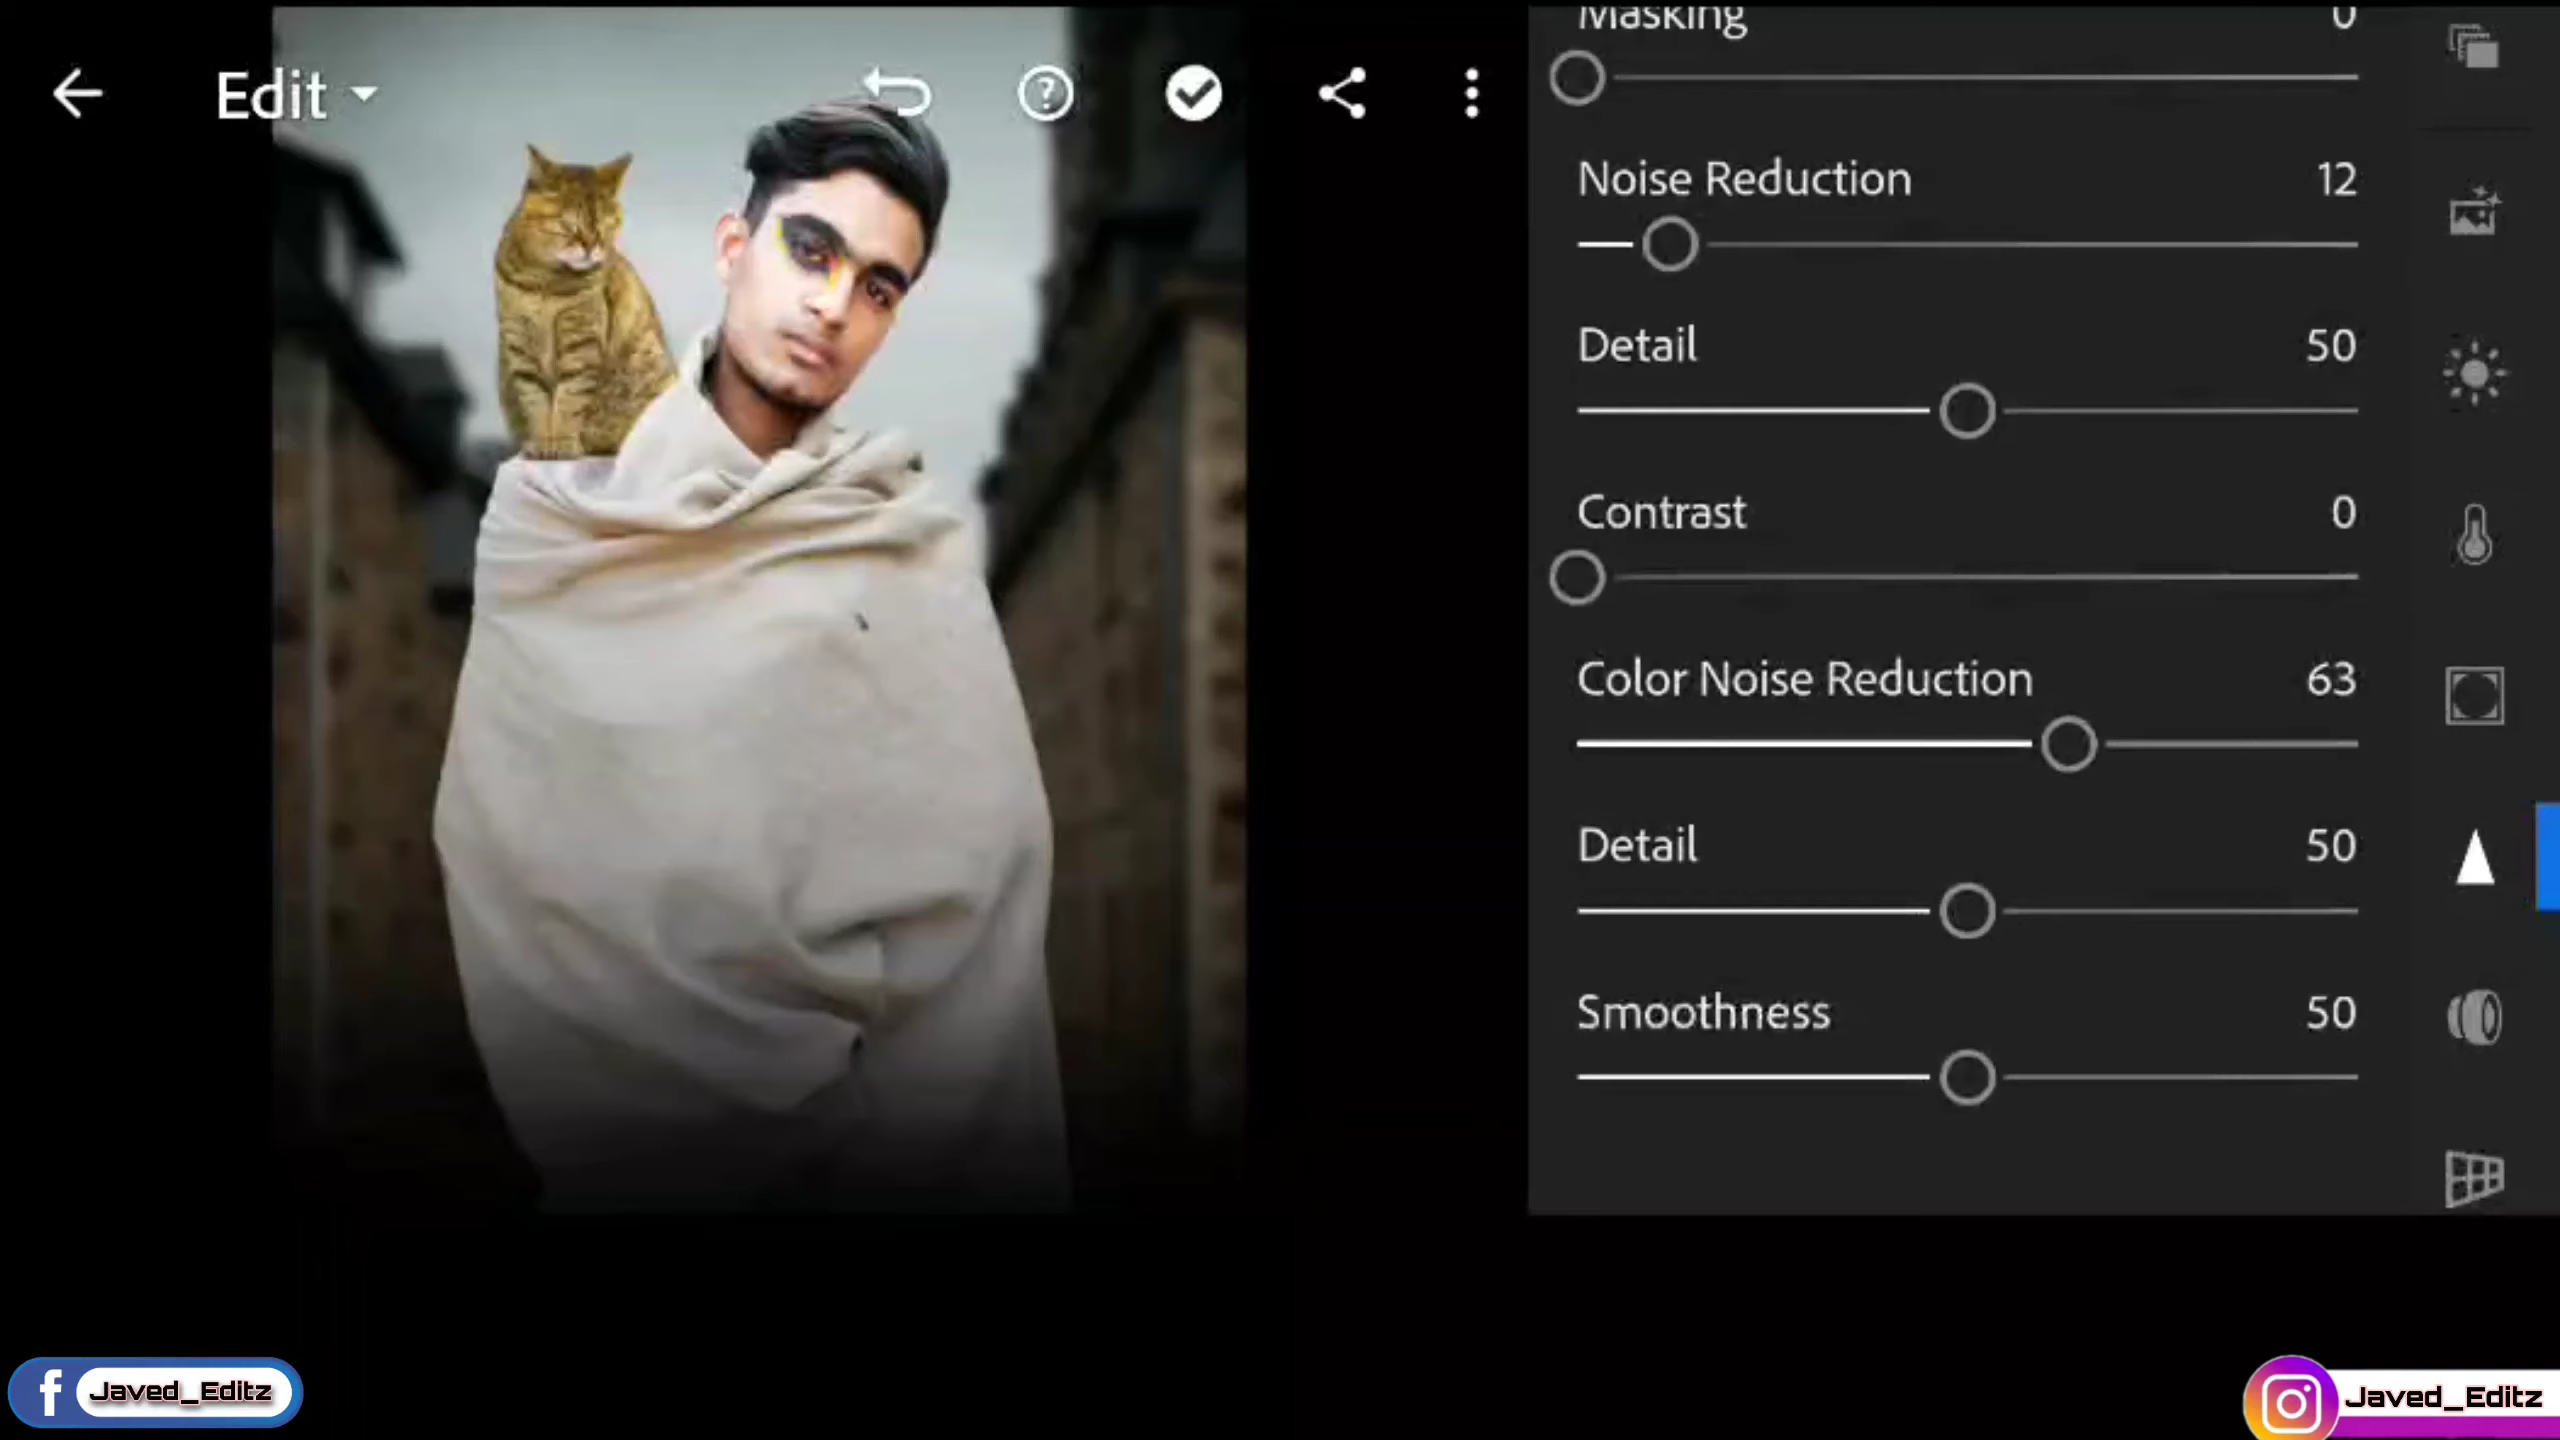 Edit
Masking 0
Noise Reduction 12
Detail 50
Contrast 0
Color Noise Reduction 63
Detail 50
Smoothness 50
Javed_Editz
Javed_Editz